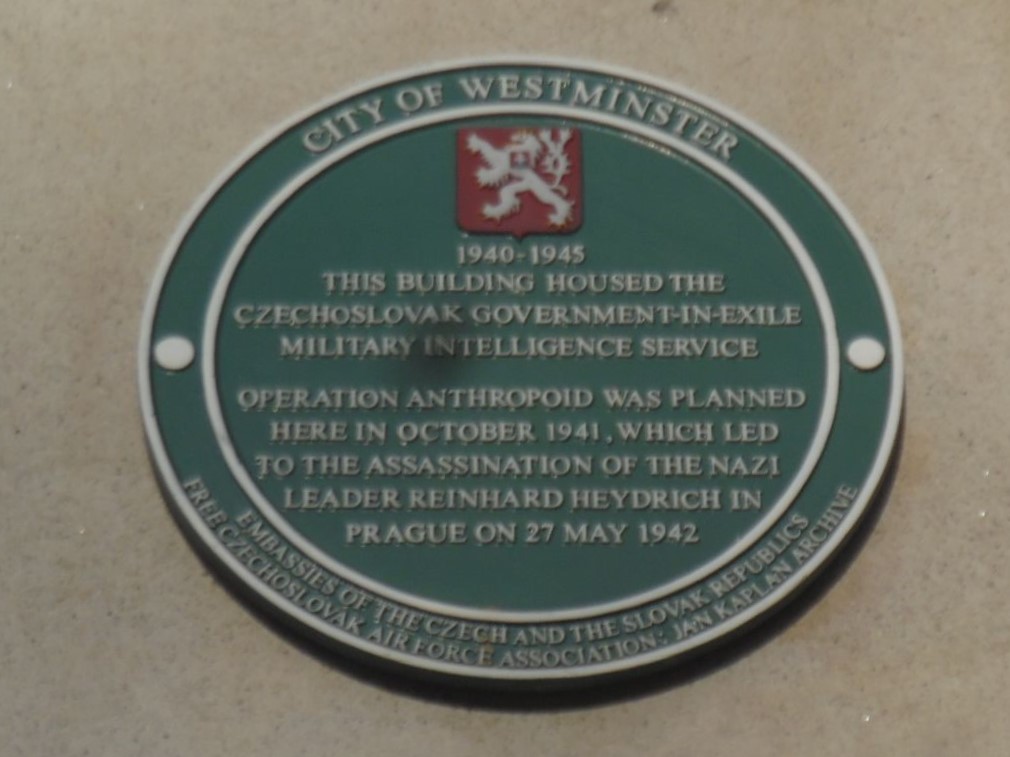 CITY OF WESTMINSTER
1940-1945
THIS BUILDING HOUSED THE
CZECHOSLOVAK GOVERNMENT-IN-EXILE
MILITARY INTELLIGENCE SERVICE
OPERATION ANTHROPOID WAS PLANNED
HERE IN OCTOBER 1941, WHICH LED
TO THE ASSASSINATION OF THE NAZI
LEADER REINHARD HEYDRICH IN
PRAGUE ON 27 MAY 1942
EMBASSIES OF THE CZECH AND THE SLOVAK REPUBLICS
FREE CZECHOSLOVAK AIR FORCE ASSOCIATION: JAN KAPLAN ARCHIVE